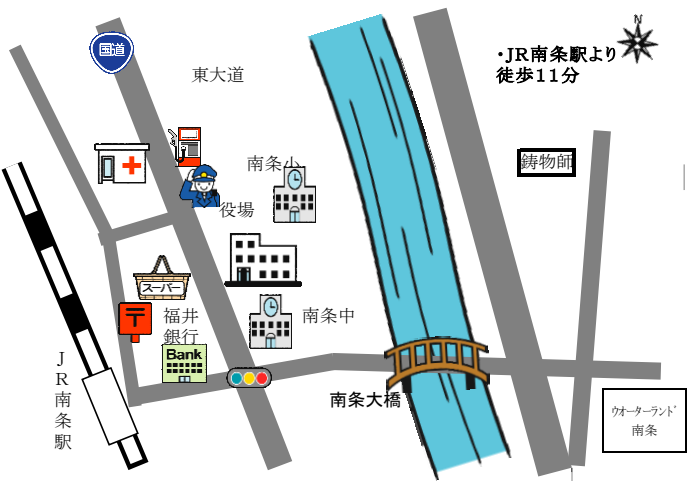 国道
東大道
N
・JR南条駅より
徒歩11分
鋳物師
南条小
役場
スーパー
福井
銀行
Bank
南条中
JR南条駅
南条大橋
ｳｵｰﾀｰﾗﾝﾄﾞ
南条